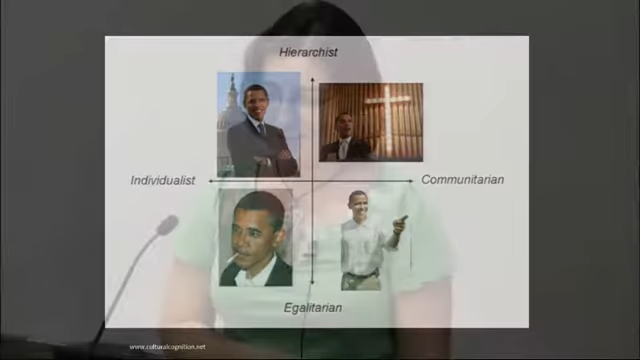 Hierarchist
Individualist
Communitarian
Egalitarian
www.culturalcognition.net